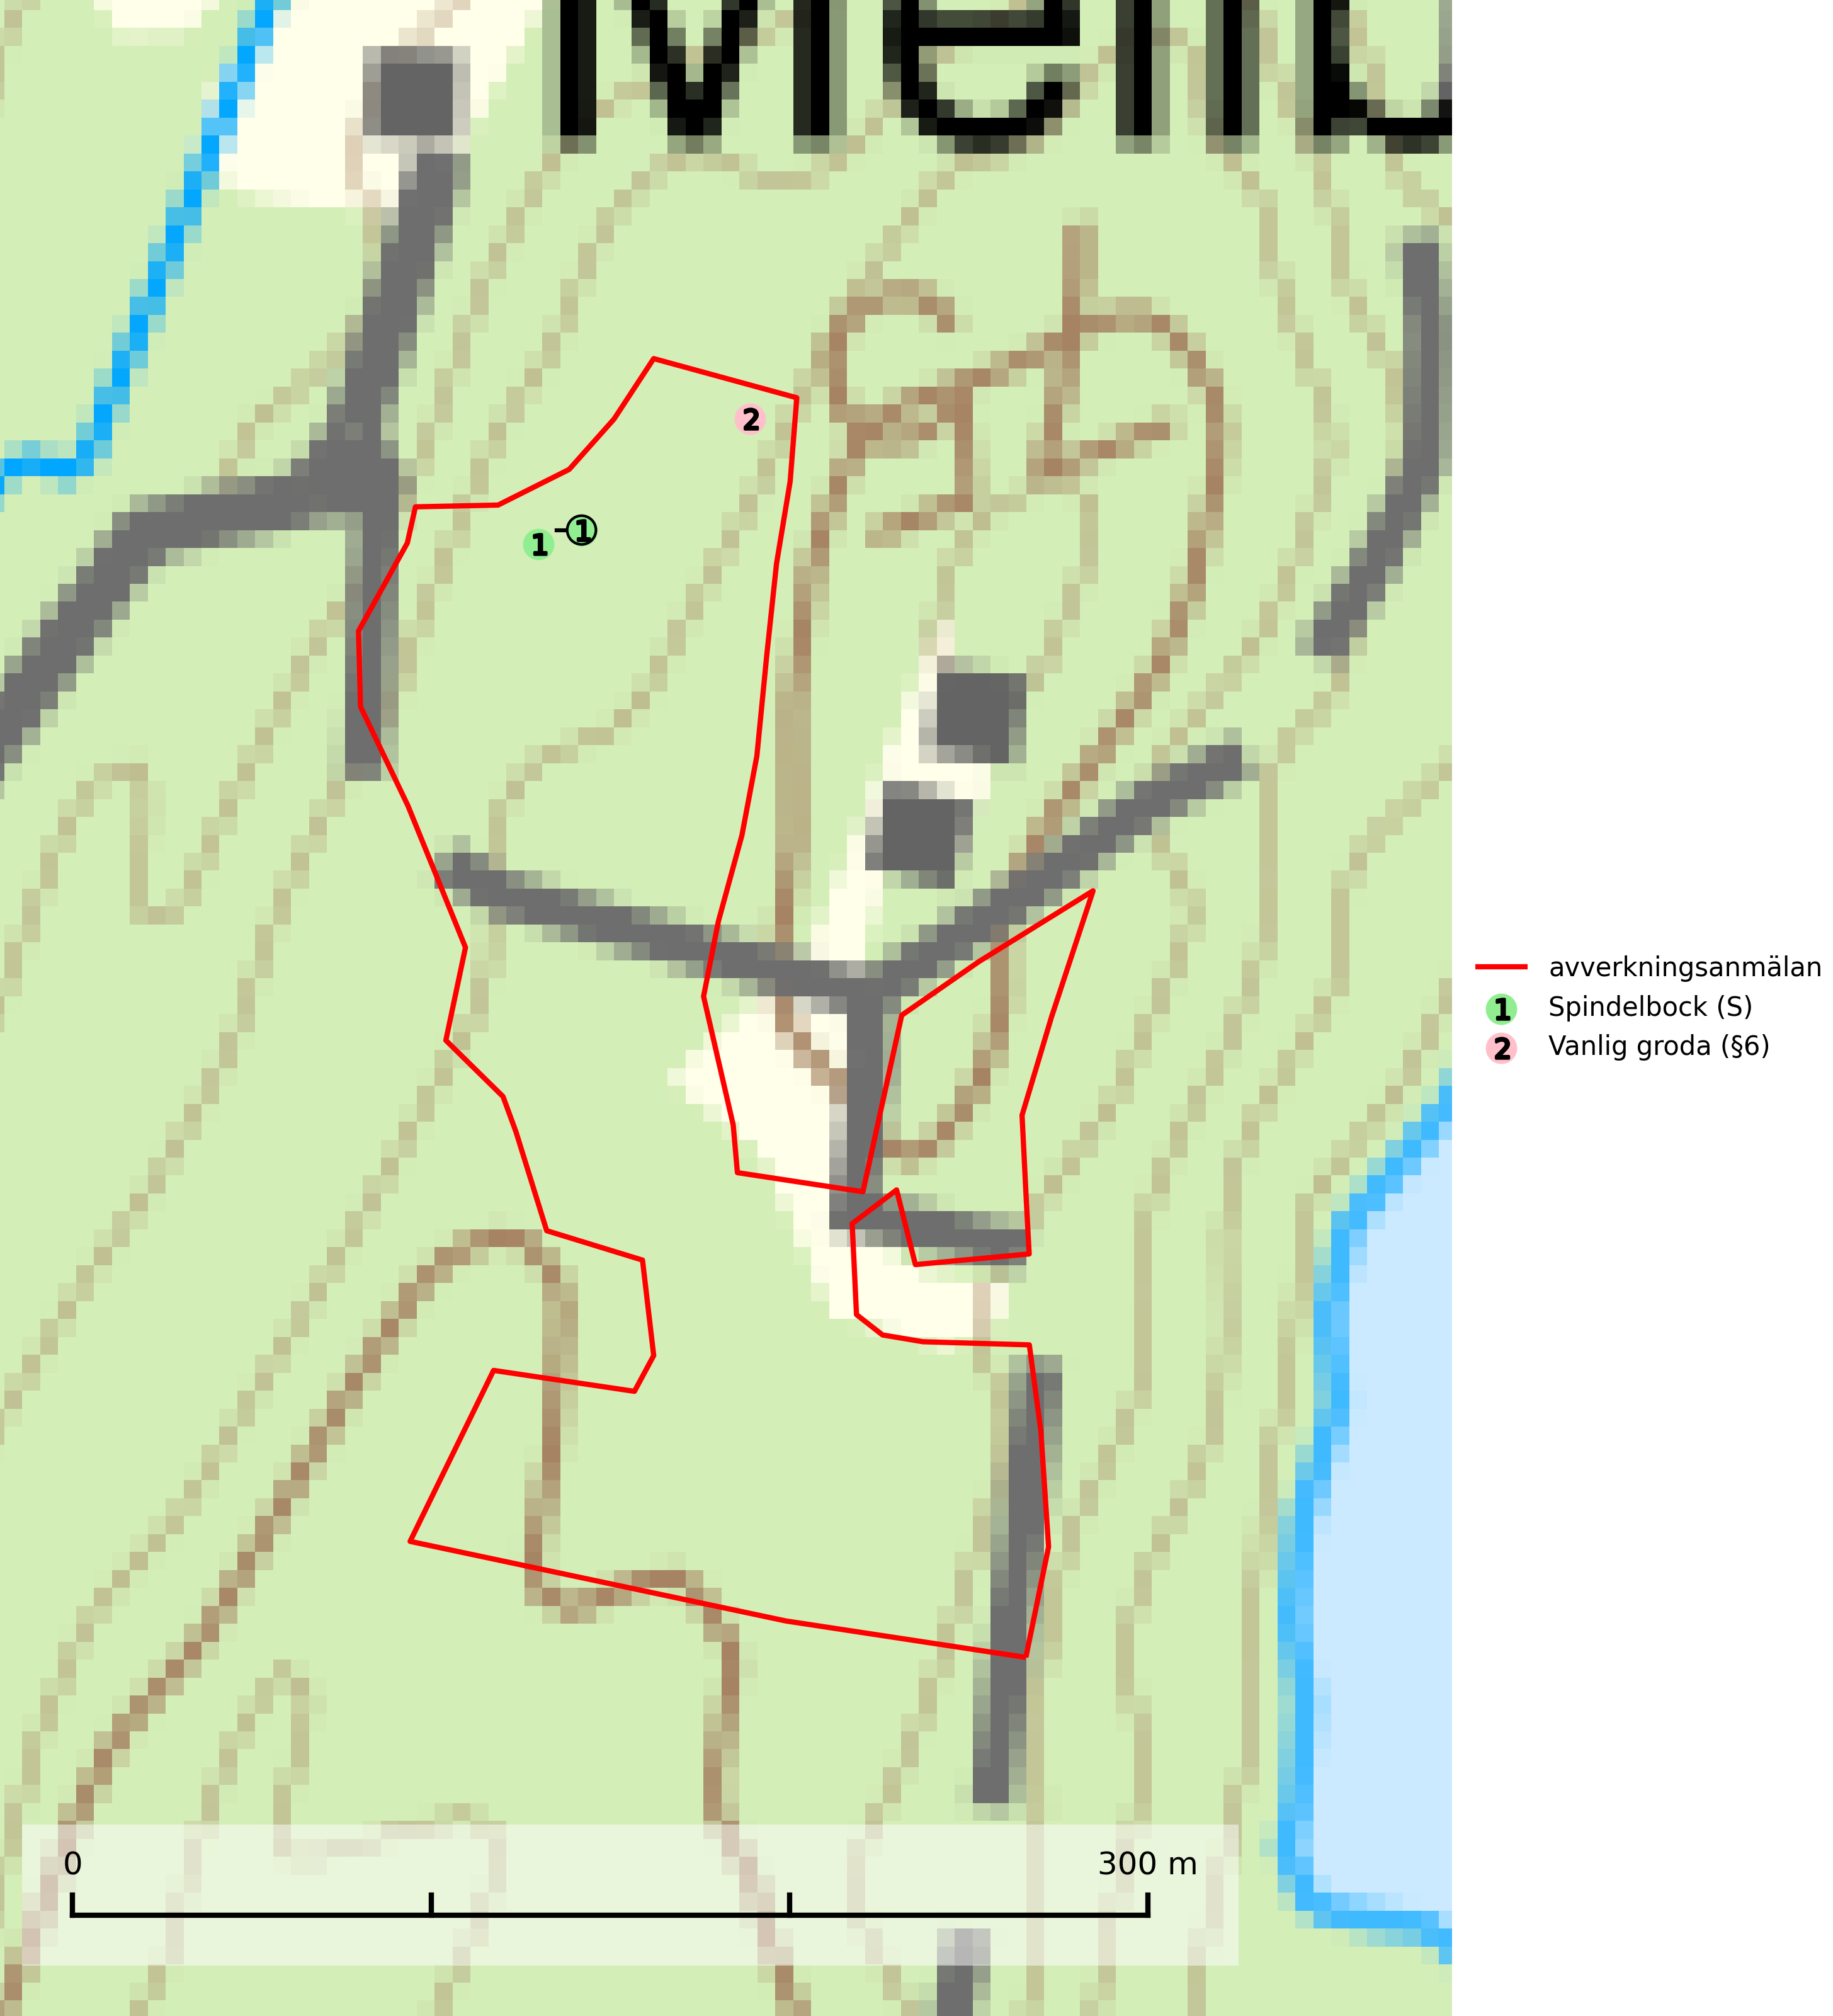 2
1
1
avverkningsanmälan
1 Spindelbock (S)
2 Vanlig groda (§6)
0 300 m